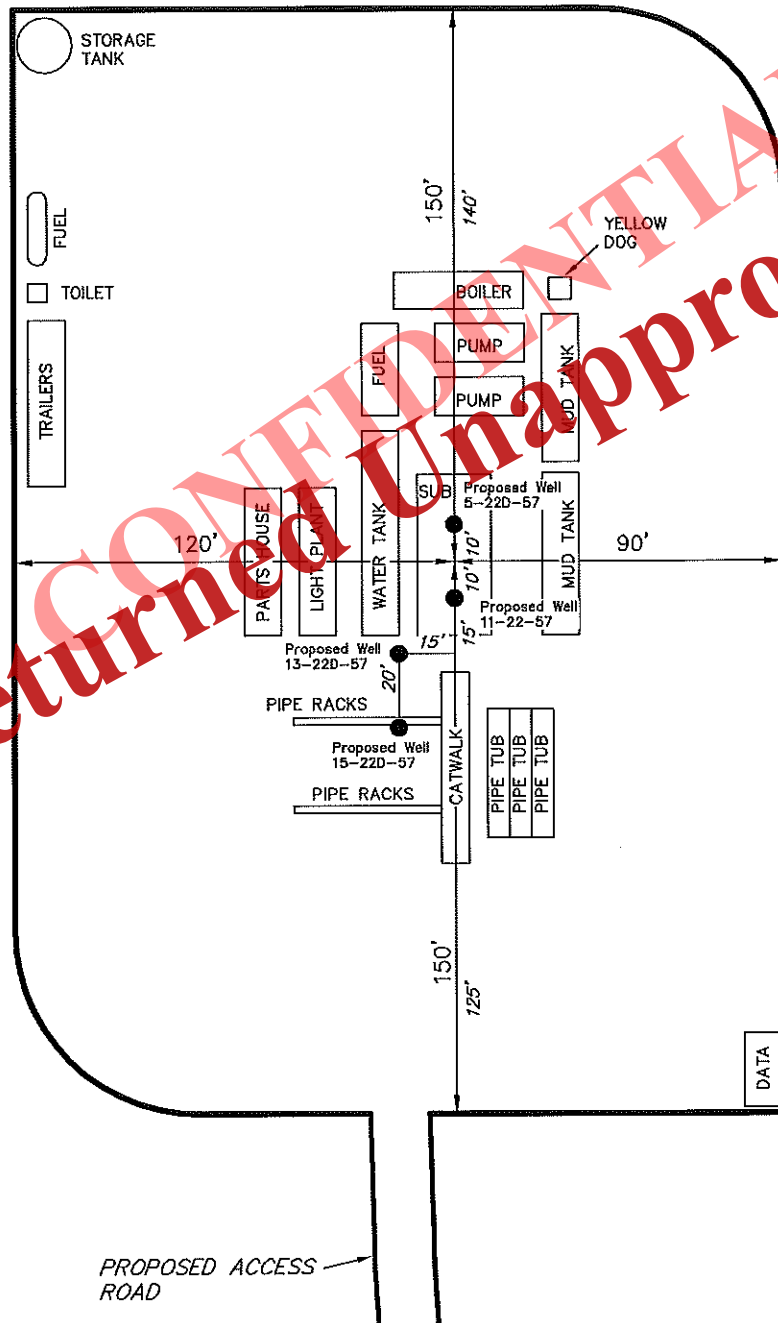 STORAGE
TANK
150'
140'
FUEL
YELLOW
DOG
TOILET
BOILER
TRAILERS
FUEL
PUMP
PUMP
MUD TANK
CONFIDENTIAL
SUB
Proposed Well
5-22D-57
PARTS HOUSE
LIGHT PLANT
WATER TANK
MUD TANK
120'
10'
90'
10'
Proposed Well
11-22-57
15'
15'
Proposed Well
13-22D-57
20'
PIPE RACKS
Proposed Well
15-22D-57
CATWALK
PIPE TUB
PIPE TUB
PIPE TUB
PIPE RACKS
150'
125'
DATA
PROPOSED ACCESS
ROAD